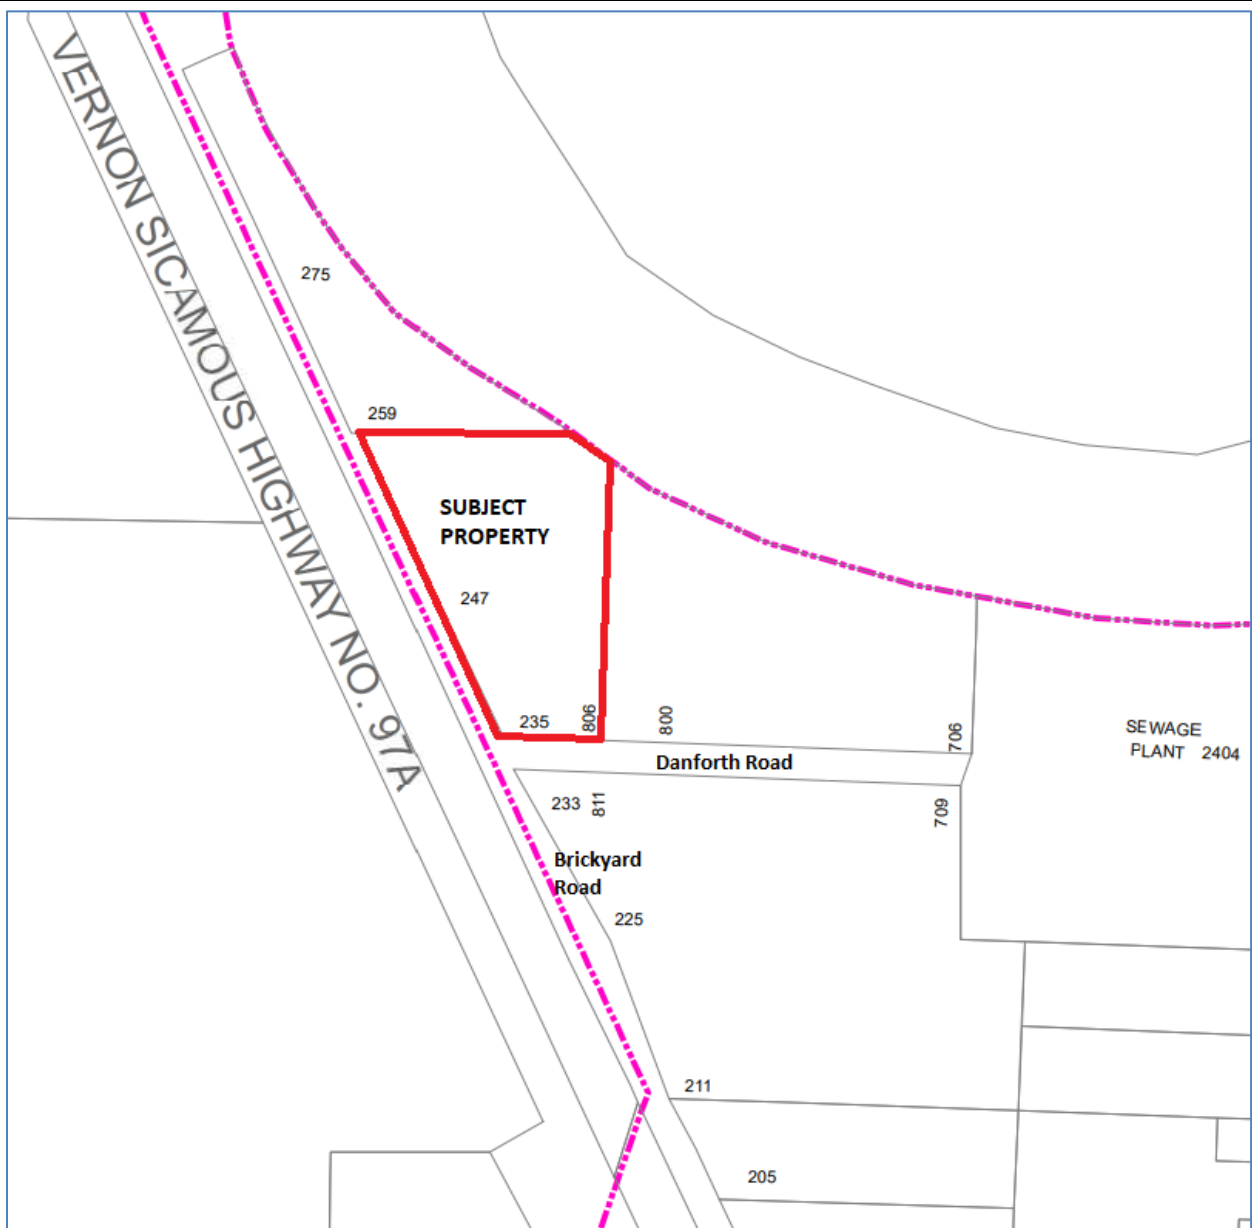 VERNON SICAMOUS HIGHWAY NO. 97A
275
259
SUBJECT
PROPERTY
247
235
806
800
706
SEWAGE
PLANT 2404
Danforth Road
233
811
709
Brickyard
Road
225
211
205